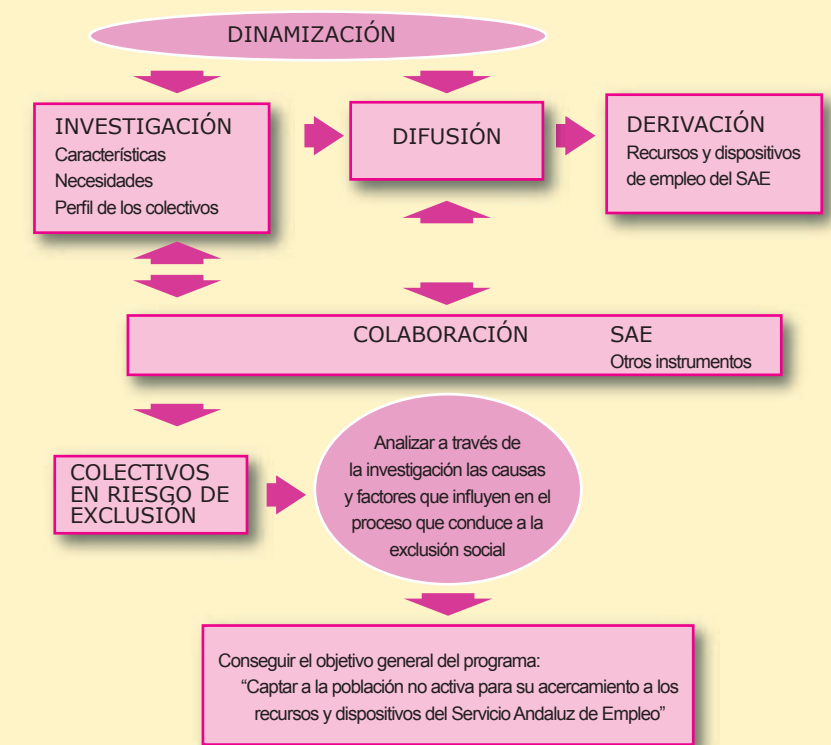 DINAMIZACIÓN
INVESTIGACIÓN
Características
Necesidades
Perfil de los colectivos
DIFUSIÓN
DERIVACIÓN
Recursos y dispositivos
de empleo del SAE
COLABORACIÓN
SAE
Otros instrumentos
COLECTIVOS
EN RIESGO DE
EXCLUSIÓN
Analizar a través de
la investigación las causas
y factores que influyen en el
proceso que conduce a la
exclusión social
Conseguir el objetivo general del programa:
“Captar a la población no activa para su acercamiento a los
recursos y dispositivos del Servicio Andaluz de Empleo”